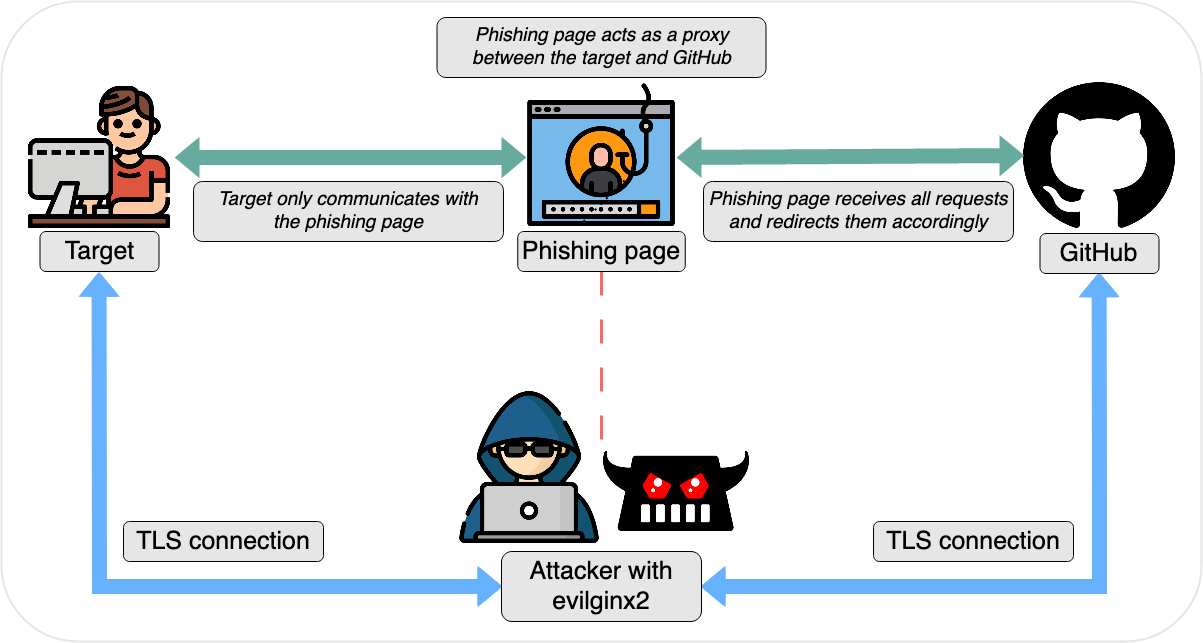 Phishing page acts as a proxy
between the target and GitHub
Target only communicates with
the phishing page
Phishing page receives all requests
and redirects them accordingly
Target
Phishing page
GitHub
TLS connection
TLS connection
Attacker with
evilginx2